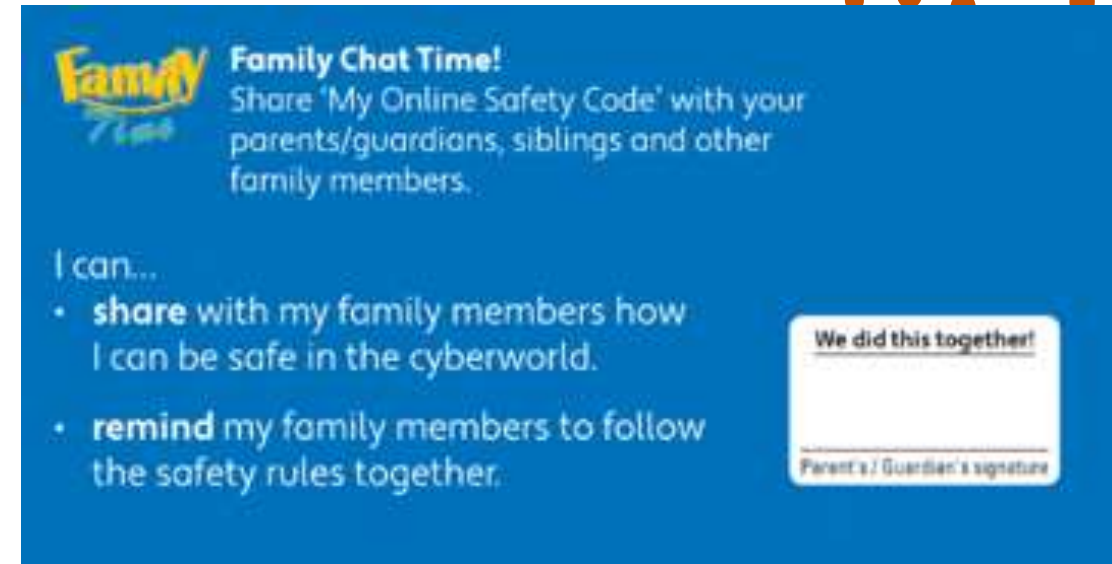 Family
Time
Family Chat Time!
Share 'My Online Safety Code' with your
parents/guardians, siblings and other
family members.
I can...
• share with my family members how
I can be safe in the cyberworld.
• remind my family members to follow
the safety rules together.
We did this together!
Parent's / Guardian's signature